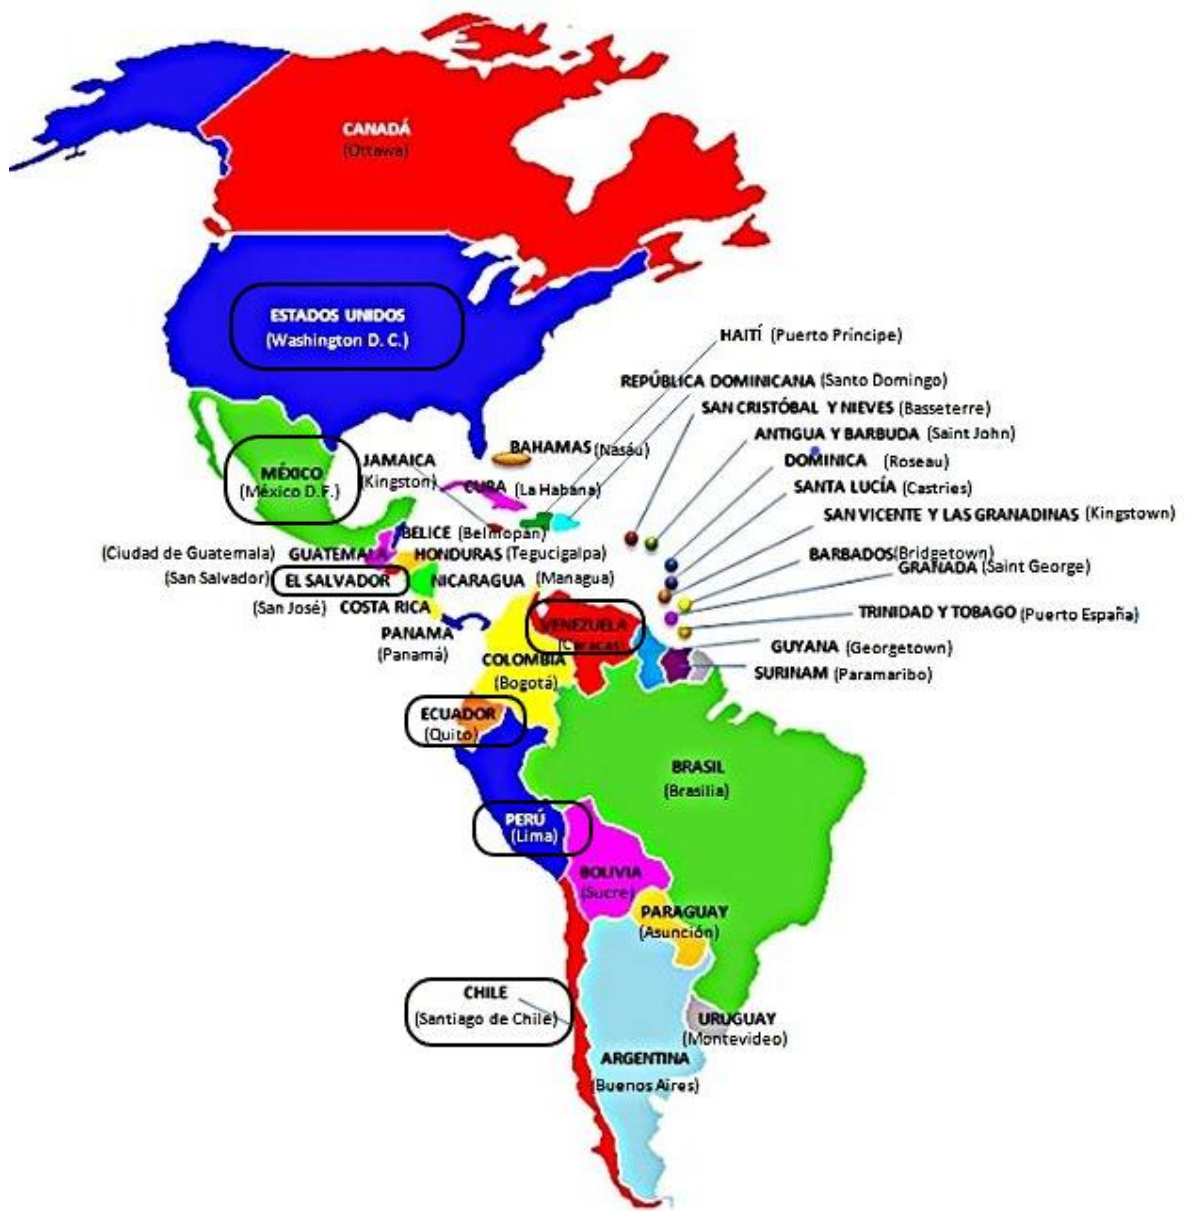 CANADÁ
(Ottawa)
ESTADOS UNIDOS
(Washington D. C.)
HAITÍ (Puerto Príncipe)
REPÚBLICA DOMINICANA (Santo Domingo)
SAN CRISTÓBAL Y NIEVES (Basseterre)
ANTIGUA Y BARBUDA (Saint John)
BAHAMAS (Nasáu)
JAMAICA
(Kingston)
DOMINICA (Roseau)
MÉXICO
(México D.F.)
CUBA (La Habana)
SANTA LUCÍA (Castries)
SAN VICENTE Y LAS GRANADINAS (Kingstown)
BELICE (Belmopán)
(Ciudad de Guatemala) GUATEMALA
HONDURAS (Tegucigalpa)
BARBADOS (Bridgetown)
GRANADA (Saint George)
(San Salvador) EL SALVADOR
NICARAGUA (Managua)
(San José) COSTA RICA
TRINIDAD Y TOBAGO (Puerto España)
PANAMA
(Panamá)
VENEZUELA
(Caracas)
GUYANA (Georgetown)
COLOMBIA
(Bogotá)
SURINAM (Paramaribo)
ECUADOR
(Quito)
BRASIL
(Brasilia)
PERÚ
(Lima)
BOLIVIA
(Sucre)
PARAGUAY
(Asunción)
CHILE
(Santiago de Chile)
URUGUAY
(Montevideo)
ARGENTINA
(Buenos Aires)